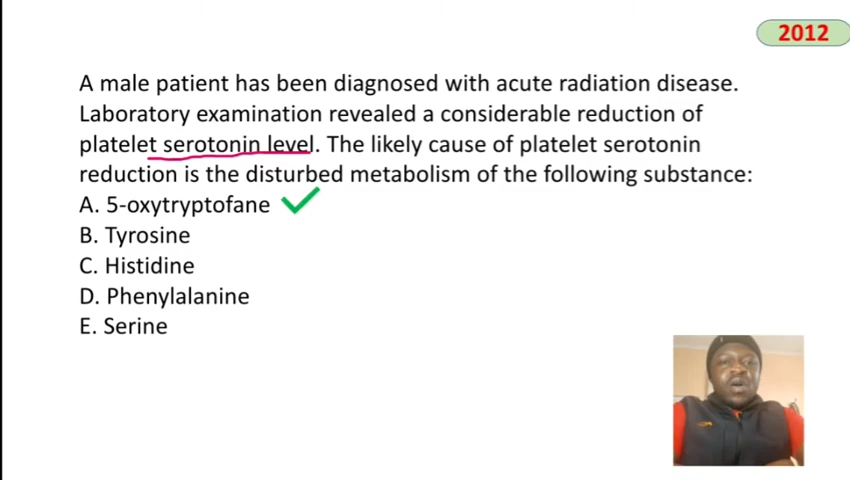 2012
A male patient has been diagnosed with acute radiation disease.
Laboratory examination revealed a considerable reduction of
platelet serotonin level. The likely cause of platelet serotonin
reduction is the disturbed metabolism of the following substance:
A. 5-oxytryptofane
B. Tyrosine
C. Histidine
D. Phenylalanine
E. Serine